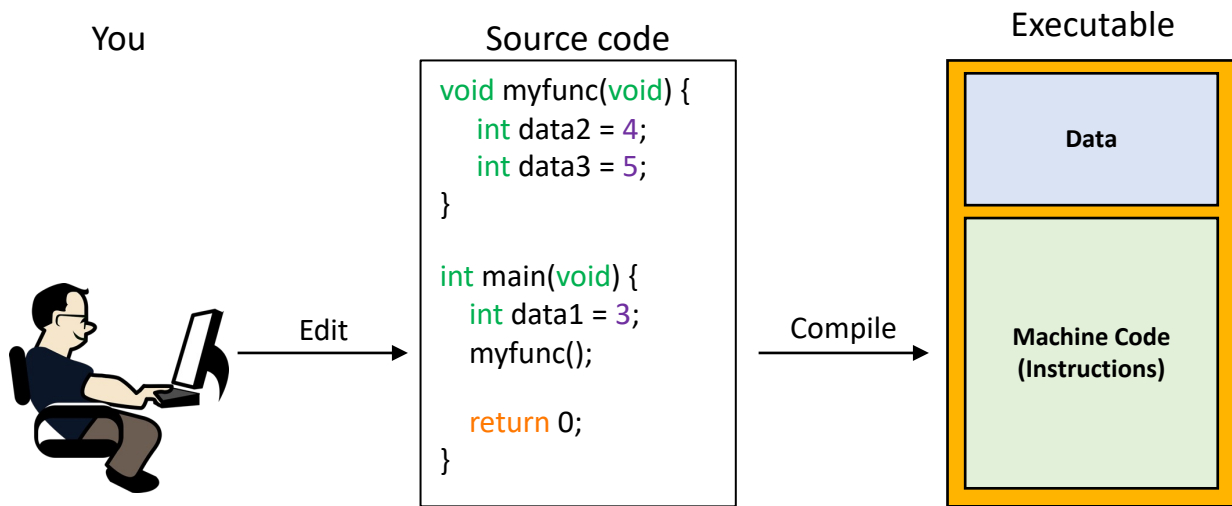 You
Source code
Executable
void myfunc(void) {
int data2 = 4;
int data3 = 5;
}
int main(void) {
int data1 = 3;
myfunc();
return 0;
}
Edit
Compile
Data
Machine Code
(Instructions)